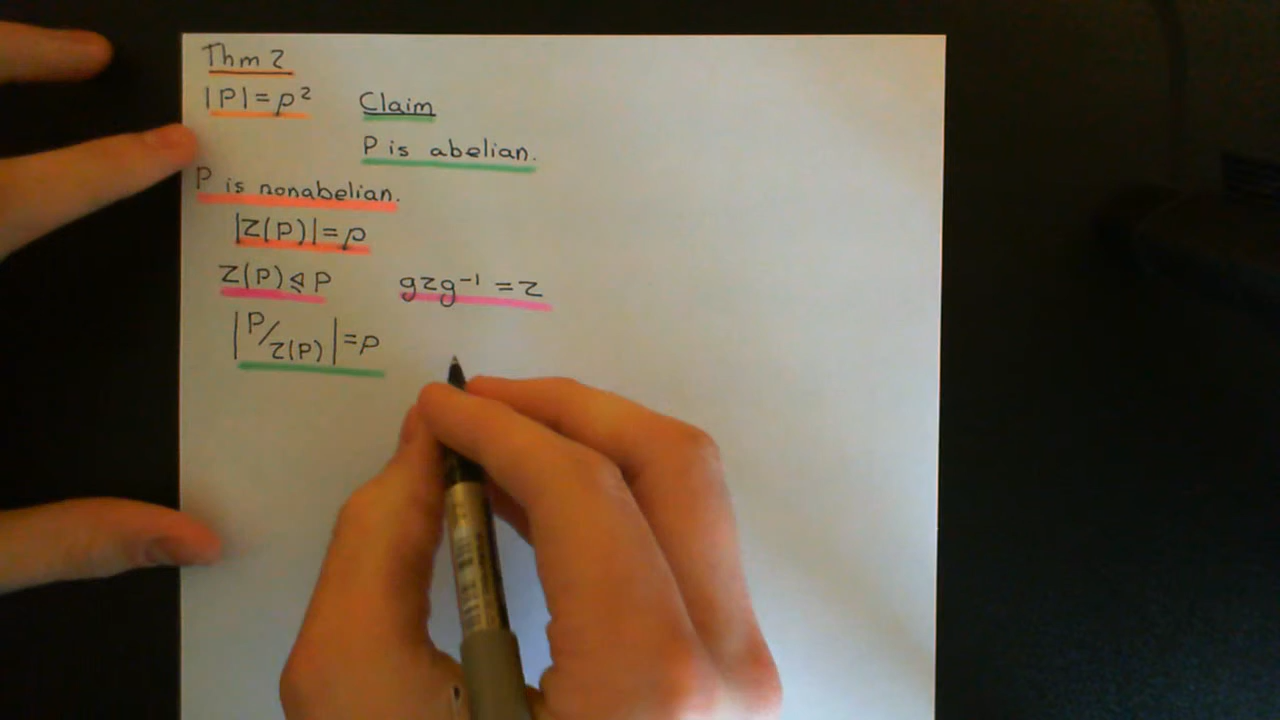 Thm 2
|P| = p² Claim
P is abelian.
P is nonabelian.
|Z(P)| = p
Z(P) ⊴ P gzg⁻¹ = z
|P/Z(P)| = p